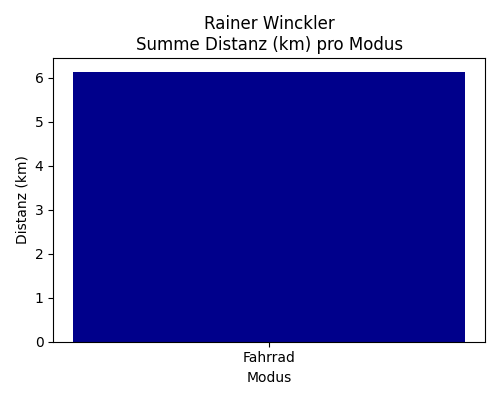 Rainer Winckler
Summe Distanz (km) pro Modus
Distanz (km)
6
5
4
3
2
1
0
Fahrrad
Modus